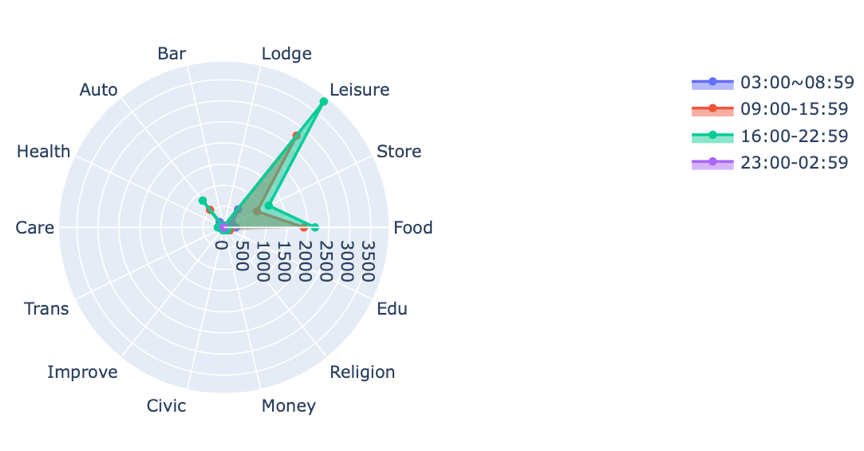 Bar
Lodge
Auto
Leisure
Health
Store
Care
Food
Trans
Edu
Improve
Religion
Civic
Money
0
500
1000
1500
2000
2500
3000
3500
03:00~08:59
09:00-15:59
16:00-22:59
23:00-02:59